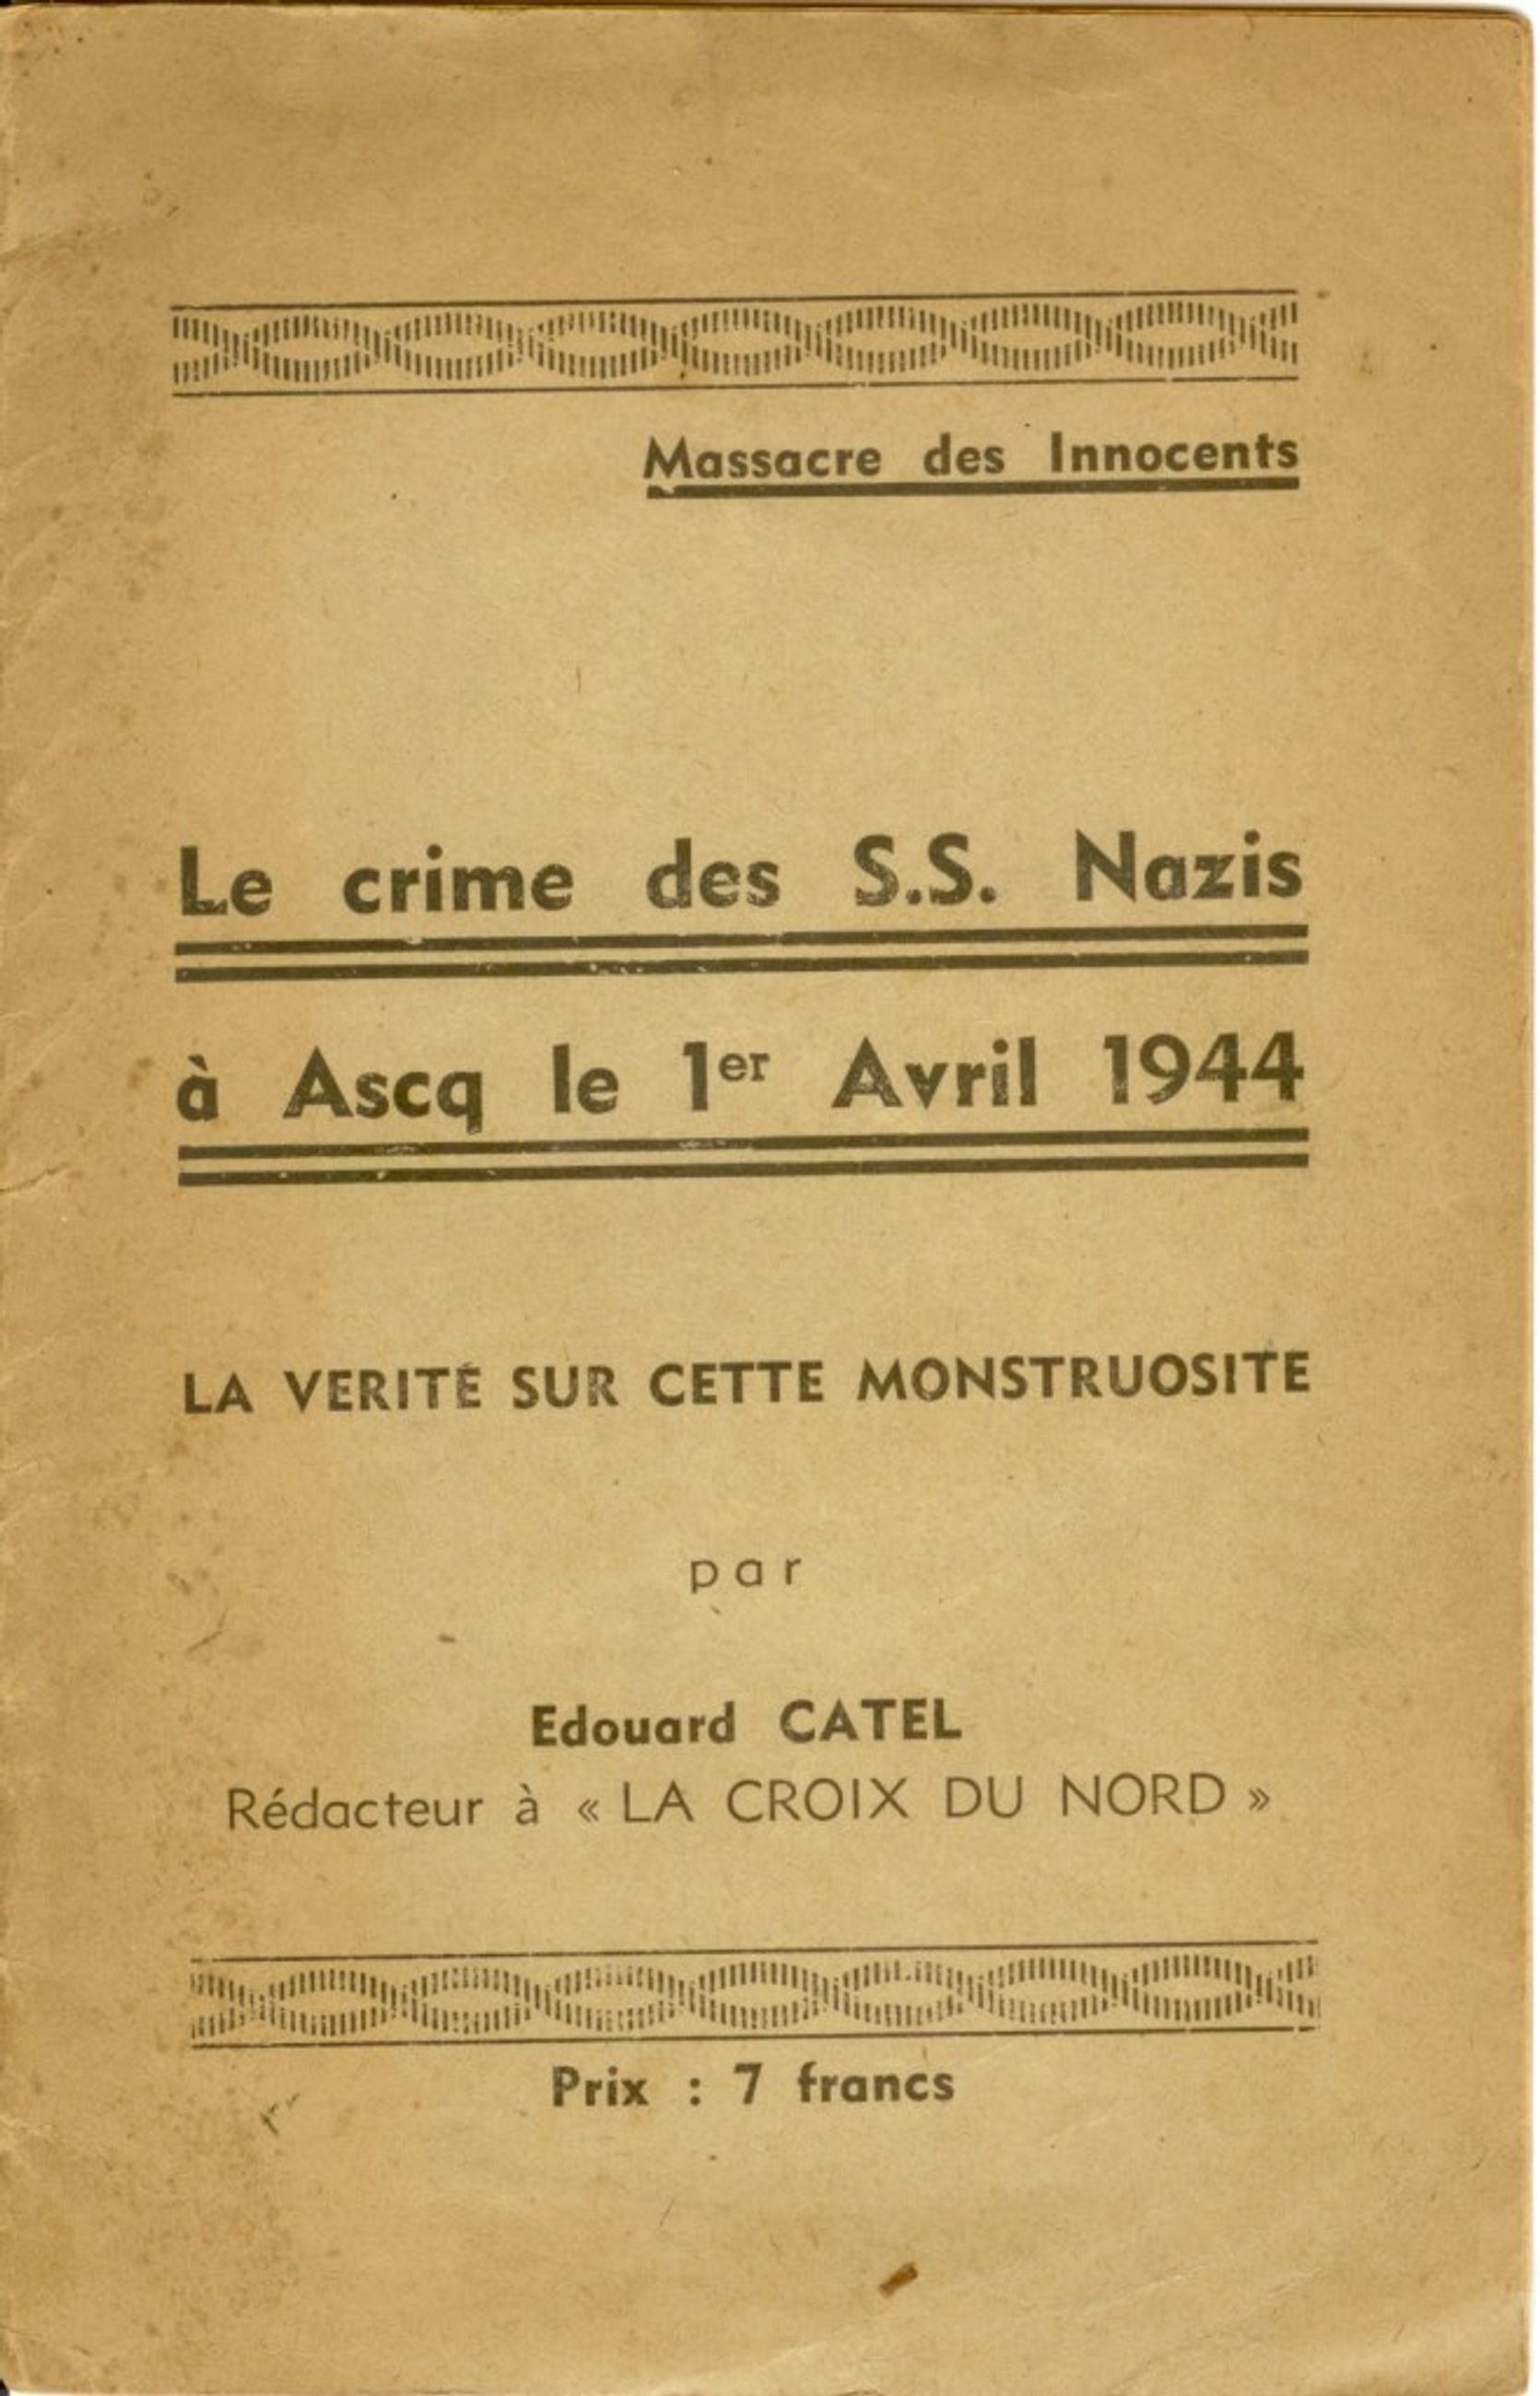 Massacre des Innocents
Le crime des S.S. Nazis
à Ascq le 1er Avril 1944
LA VERITÉ SUR CETTE MONSTRUOSITE
par
Edouard CATEL
Rédacteur à « LA CROIX DU NORD »
Prix : 7 francs